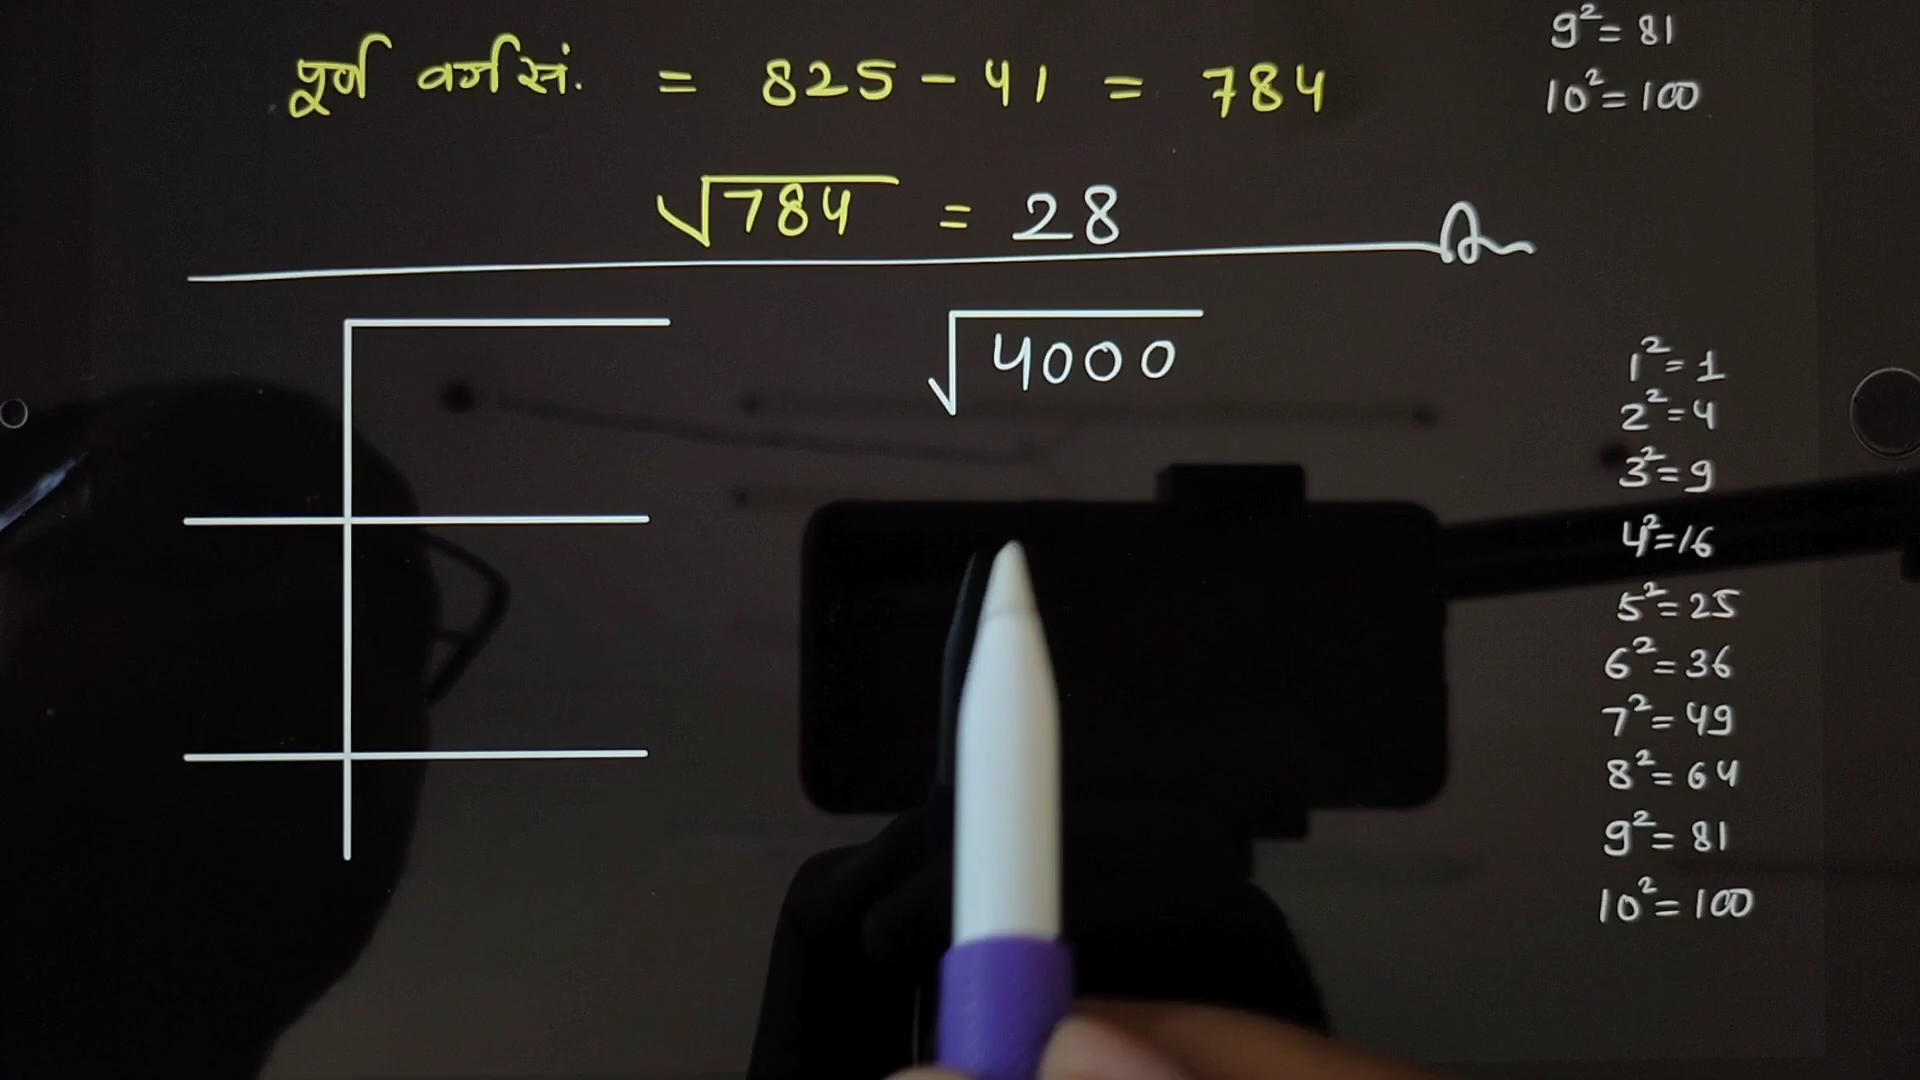 पूर्ण वर्ग सं. = 825 - 41 = 784
√784 = 28
√4000
9² = 81
10² = 100
1² = 1
2² = 4
3² = 9
4² = 16
5² = 25
6² = 36
7² = 49
8² = 64
9² = 81
10² = 100